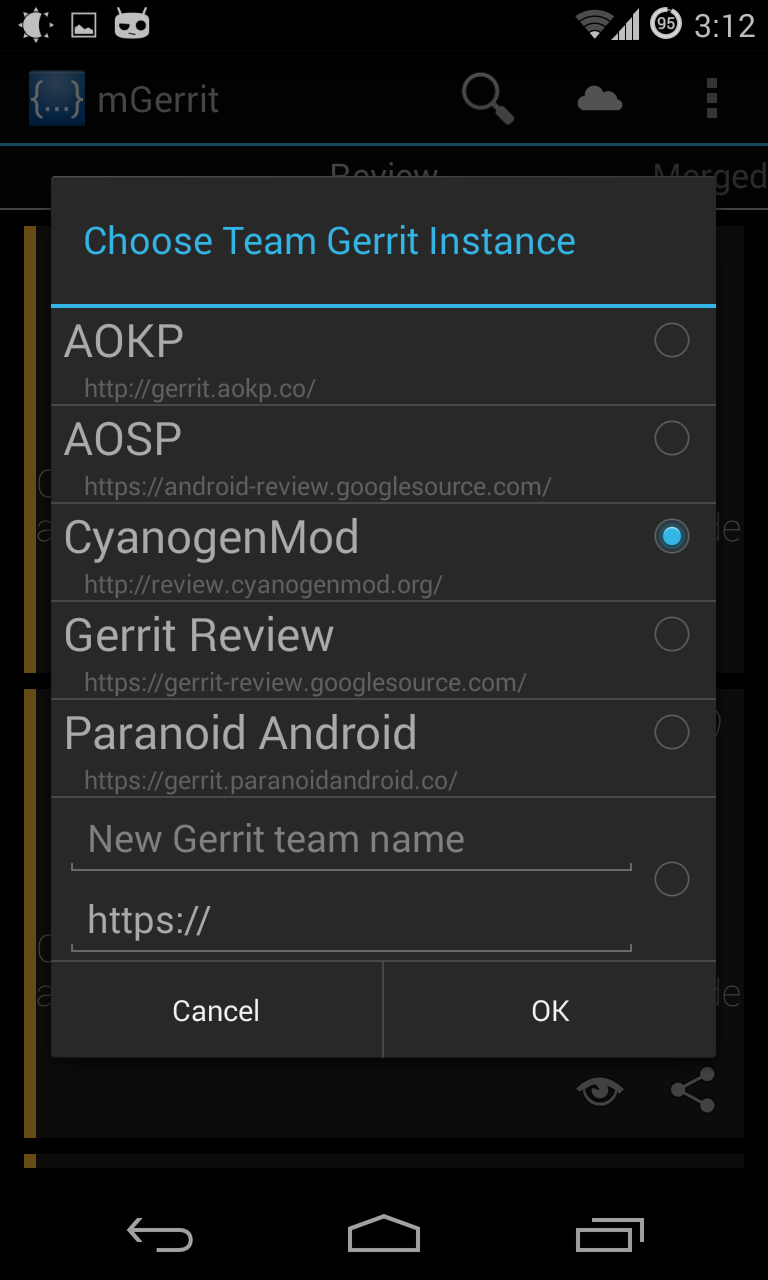 95 3:12
{...} mGerrit
Review Merged
Choose Team Gerrit Instance
AOKP
http://gerrit.aokp.co/
AOSP
https://android-review.googlesource.com/
CyanogenMod
http://review.cyanogenmod.org/
Gerrit Review
https://gerrit-review.googlesource.com/
Paranoid Android
https://gerrit.paranoidandroid.co/
New Gerrit team name
https://
Cancel OK